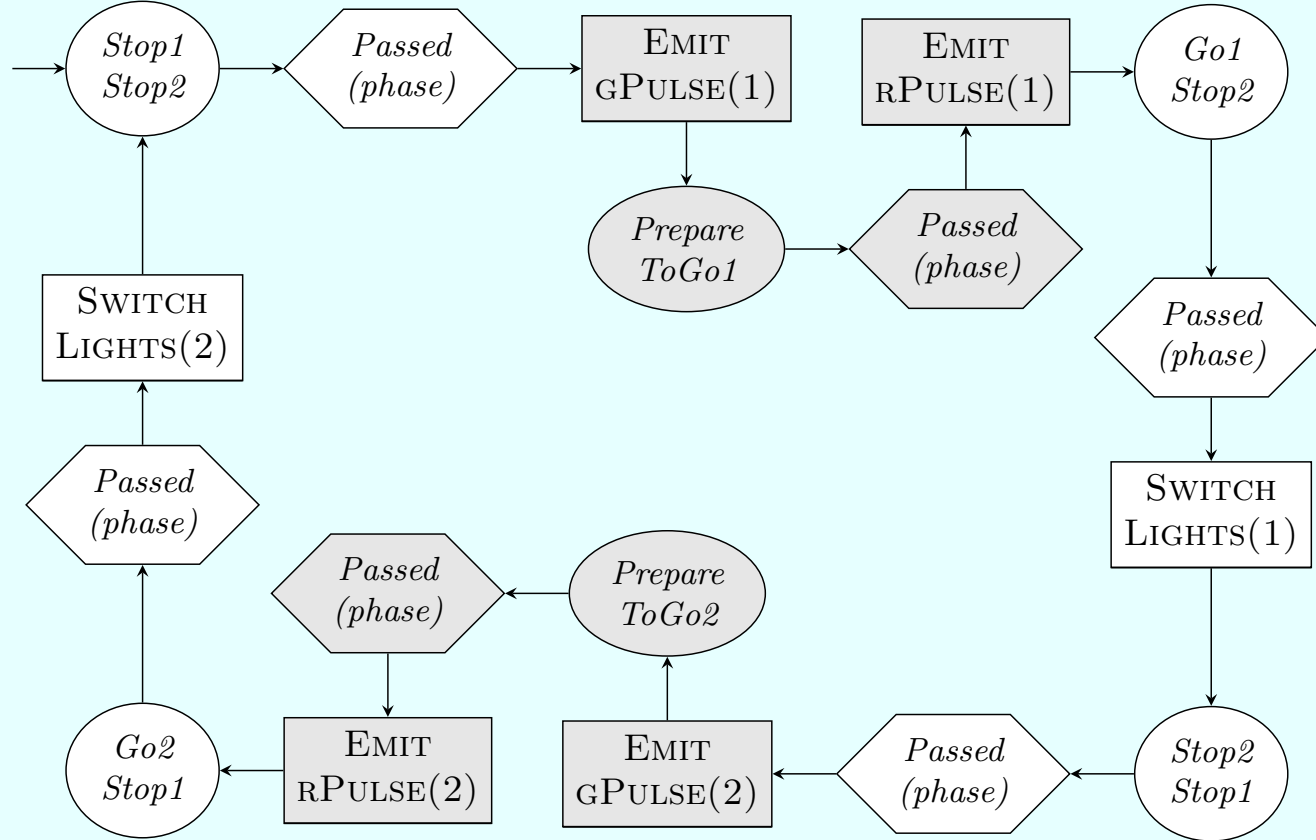 Stop1
Stop2
Passed
(phase)
EMIT
GPULSE(1)
EMIT
RPULSE(1)
Go1
Stop2
Prepare
ToGo1
Passed
(phase)
Passed
(phase)
SWITCH
LIGHTS(2)
SWITCH
LIGHTS(1)
Passed
(phase)
Passed
(phase)
Prepare
ToGo2
Go2
Stop1
EMIT
RPULSE(2)
EMIT
GPULSE(2)
Passed
(phase)
Stop2
Stop1